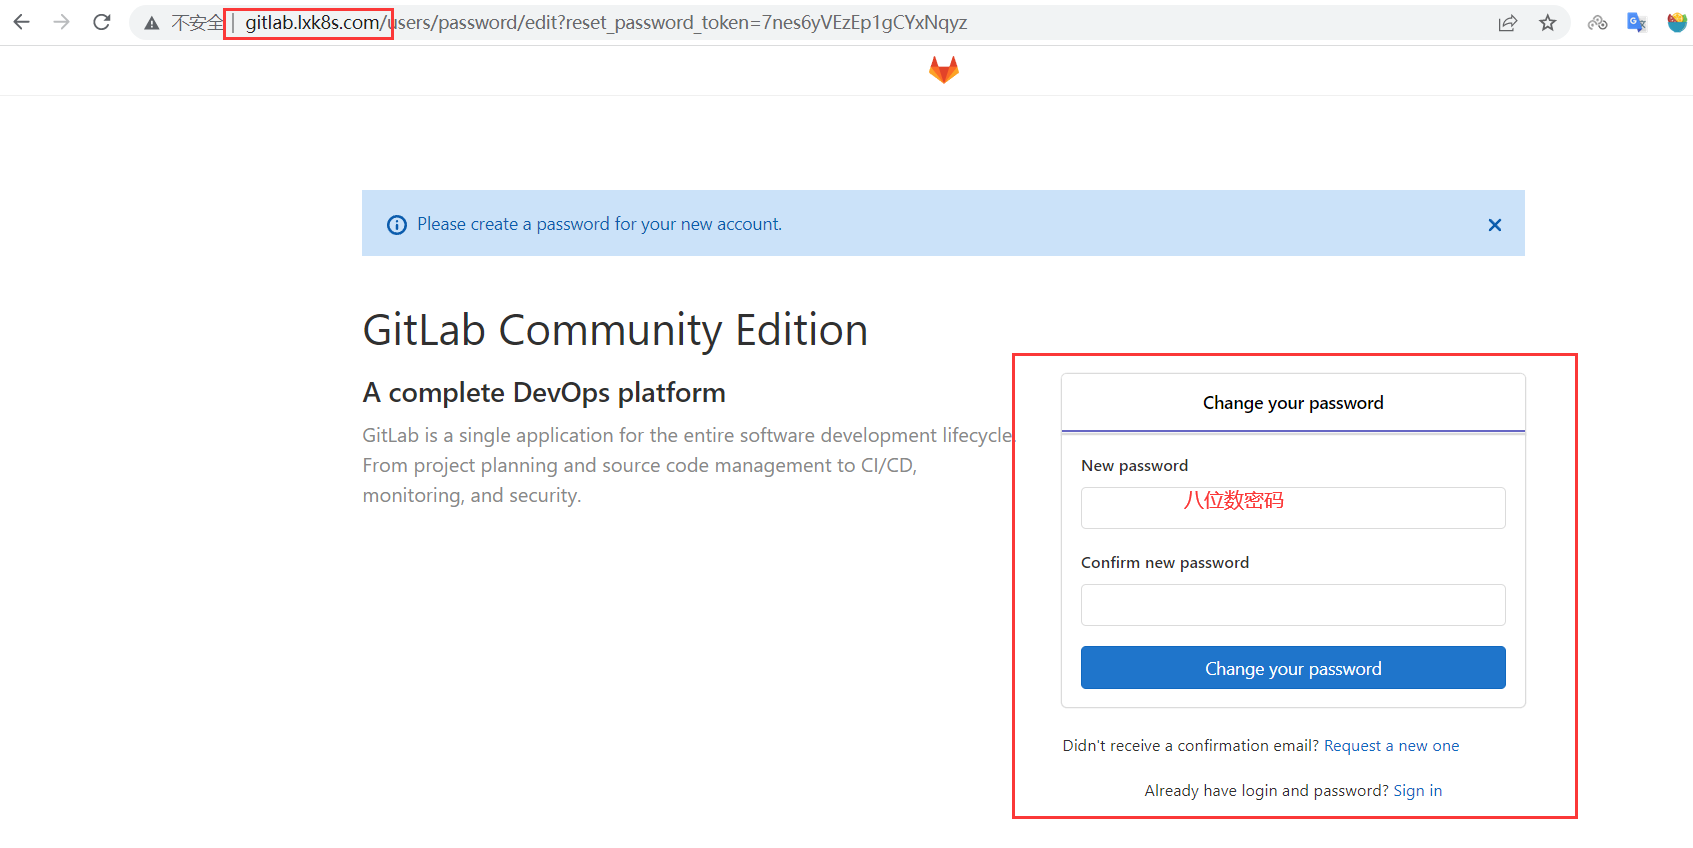 不安全 | gitlab.lxk8s.com/users/password/edit?reset_password_token=7nes6yVEzEp1gCYxNqyz
Please create a password for your new account.
GitLab Community Edition
A complete DevOps platform
GitLab is a single application for the entire software development lifecycle.
From project planning and source code management to CI/CD,
monitoring, and security.
Change your password
New password
八位数密码
Confirm new password
Change your password
Didn't receive a confirmation email? Request a new one
Already have login and password? Sign in